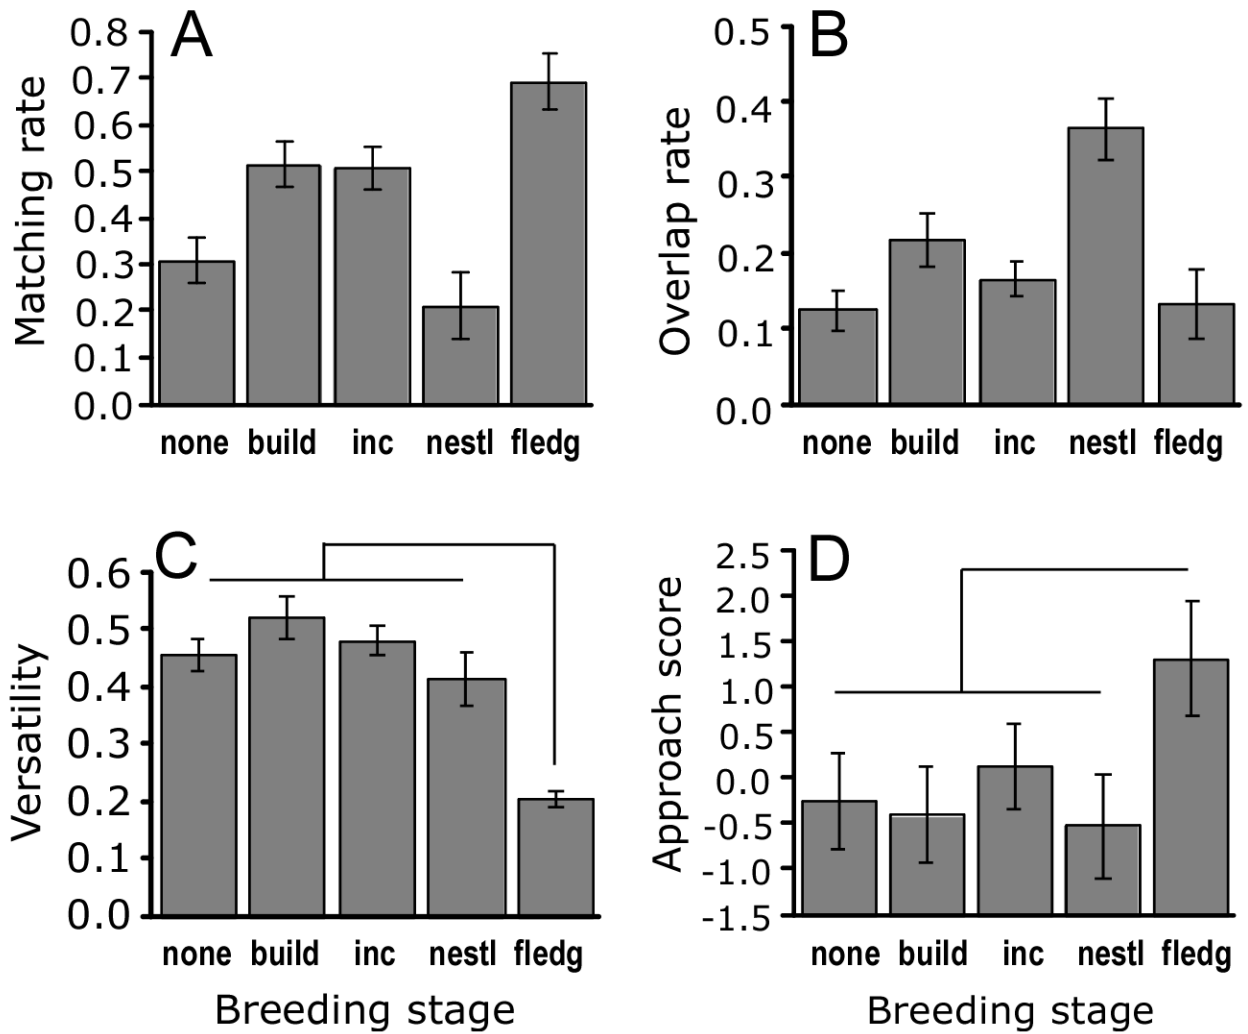 A
Matching rate
0.8
0.7
0.6
0.5
0.4
0.3
0.2
0.1
0.0
none build inc nestl fledg
B
Overlap rate
0.5
0.4
0.3
0.2
0.1
0.0
none build inc nestl fledg
C
Versatility
0.6
0.5
0.4
0.3
0.2
0.1
0.0
none build inc nestl fledg
Breeding stage
D
Approach score
2.5
2.0
1.5
1.0
0.5
0.0
-0.5
-1.0
-1.5
none build inc nestl fledg
Breeding stage